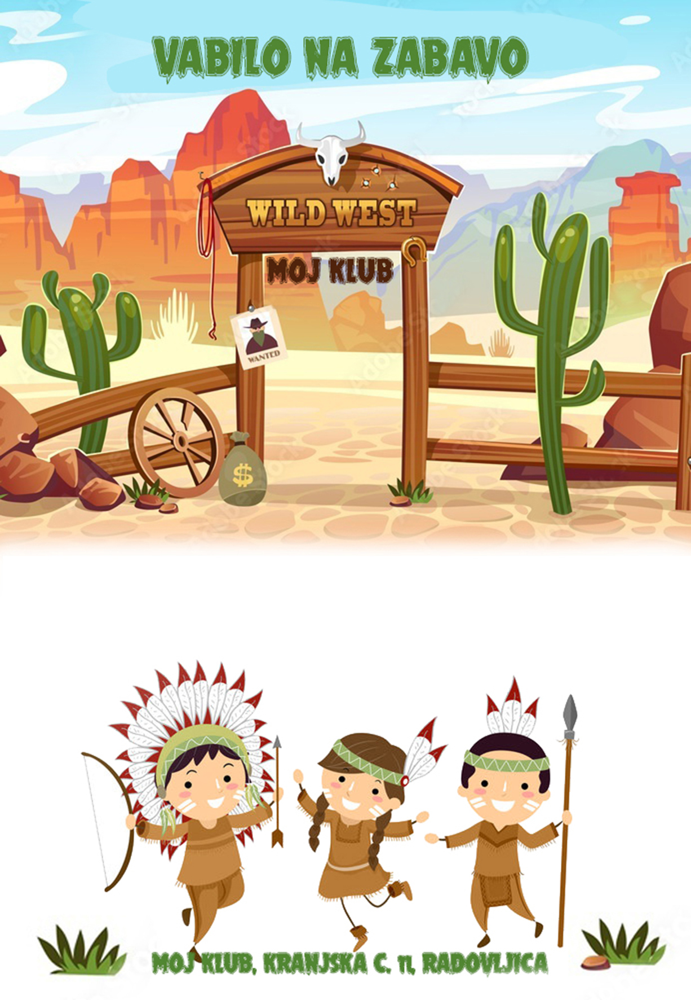 VABILO NA ZABAVO
WILD WEST
MOJ KLUB
WANTED
$
MOJ KLUB, KRANJSKA C. 11, RADOVLJICA